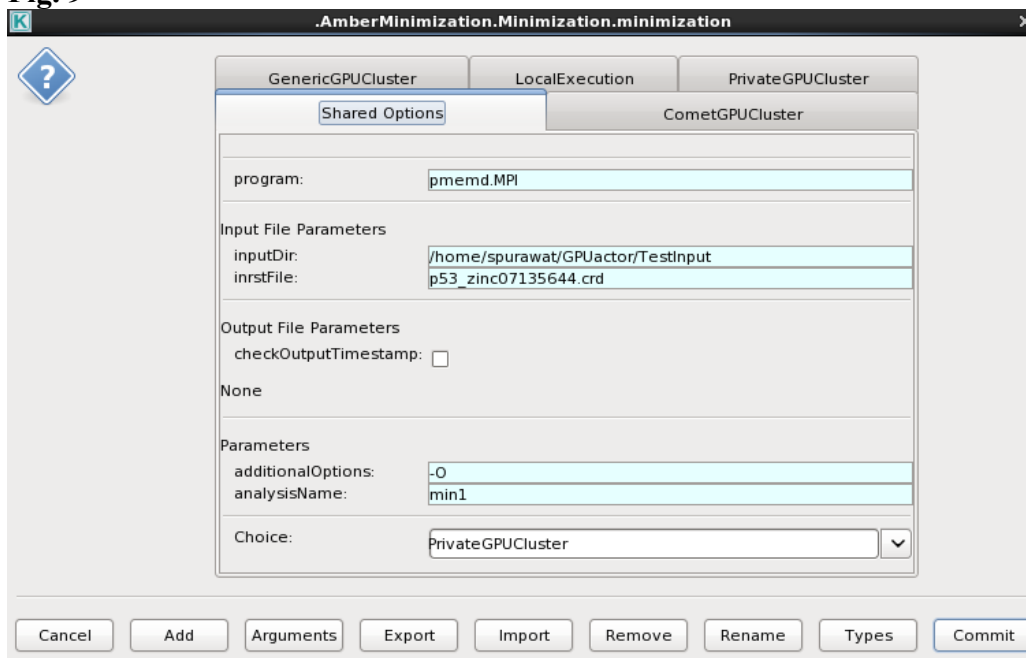 K
.AmberMinimization.Minimization.minimization
?
GenericGPUCluster LocalExecution PrivateGPUCluster
Shared Options CometGPUCluster
program: pmemd.MPI
Input File Parameters
inputDir: /home/spurawat/GPUactor/TestInput
inrstFile: p53_zinc07135644.crd
Output File Parameters
checkOutputTimestamp:
None
Parameters
additionalOptions: -O
analysisName: min1
Choice: PrivateGPUCluster
Cancel Add Arguments Export Import Remove Rename Types Commit